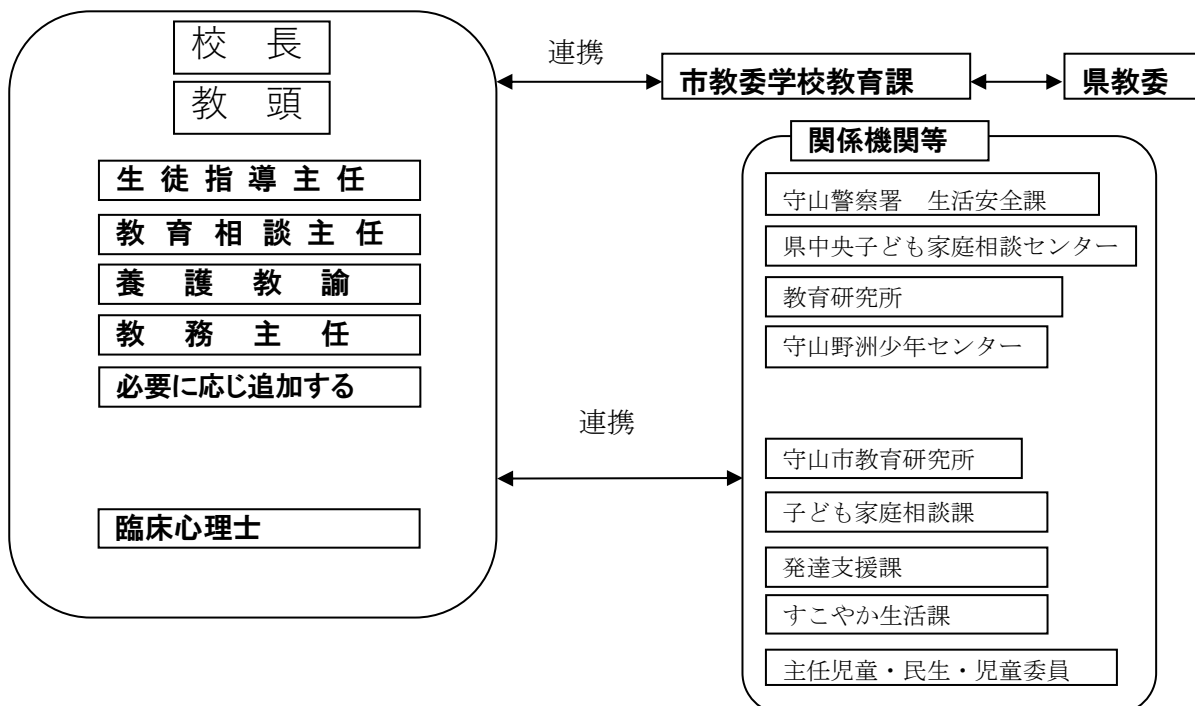 校　長
教　頭
生 徒 指 導 主 任
教 育 相 談 主 任
養　護　教　諭
教　務　主　任
必要に応じ追加する
臨床心理士
連携
市教委学校教育課
県教委
関係機関等
守山警察署　生活安全課
県中央子ども家庭相談センター
教育研究所
守山野洲少年センター
連携
守山市教育研究所
子ども家庭相談課
発達支援課
すこやか生活課
主任児童・民生・児童委員